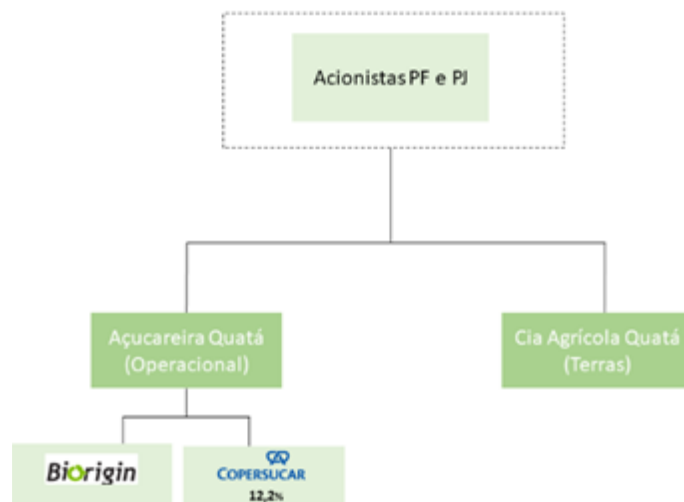 Acionistas PF e PJ
Açucareira Quatá
(Operacional)
Cia Agrícola Quatá
(Terras)
Biorigin
COPERSUCAR
12,2%